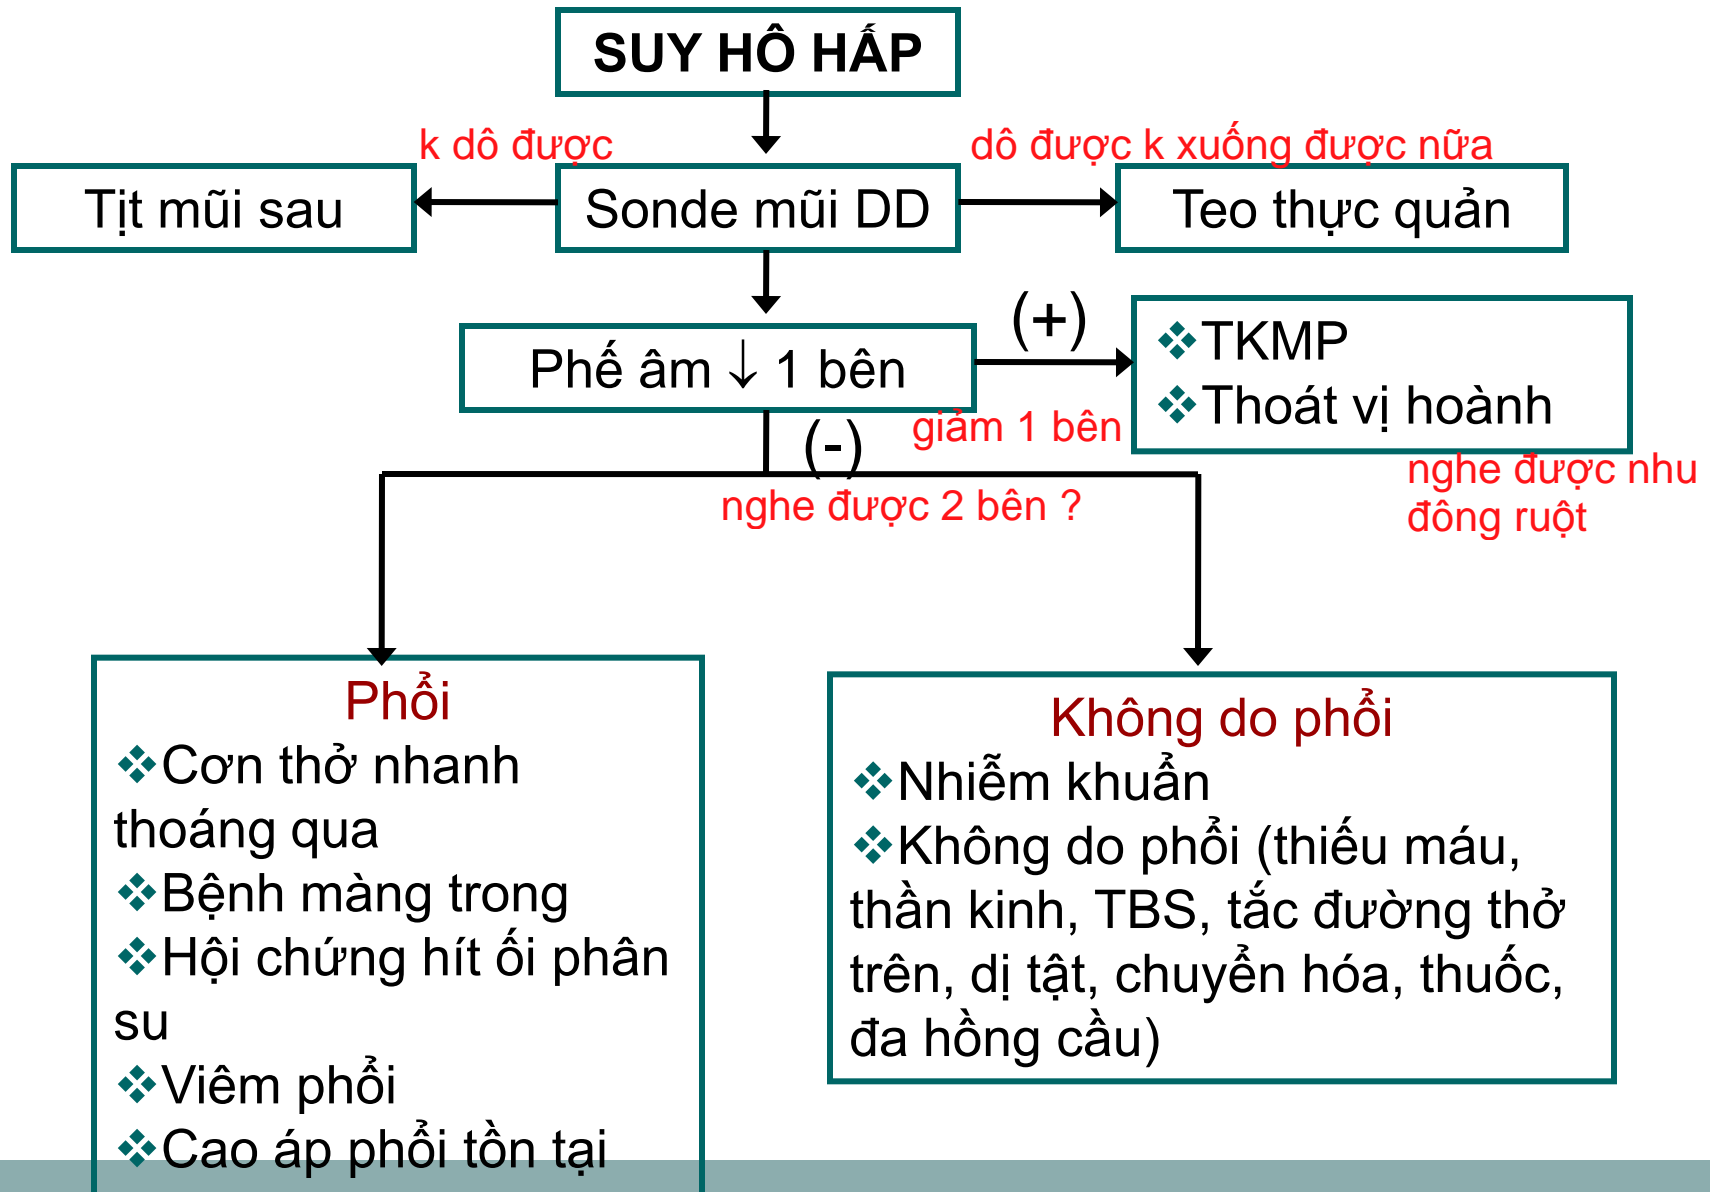 SUY HÔ HẤP
k dô được
dô được k xuống được nữa
Tịt mũi sau
Sonde mũi DD
Teo thực quản
Phế âm ↓ 1 bên
(+)
❖TKMP
❖Thoát vị hoành
giảm 1 bên
(-)
nghe được nhu
đông ruột
nghe được 2 bên ?
Phổi
❖Cơn thở nhanh
thoáng qua
❖Bệnh màng trong
❖Hội chứng hít ối phân
su
❖Viêm phổi
❖Cao áp phổi tồn tại
Không do phổi
❖Nhiễm khuẩn
❖Không do phổi (thiếu máu,
thần kinh, TBS, tắc đường thở
trên, dị tật, chuyển hóa, thuốc,
đa hồng cầu)